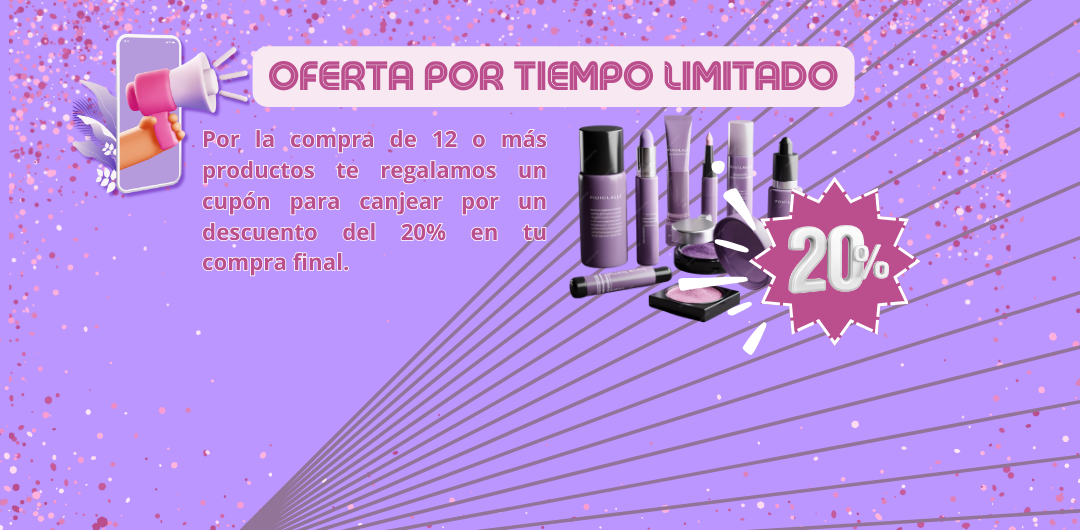 OFERTA POR TIEMPO LIMITADO
Por la compra de 12 o más
productos te regalamos un
cupón para canjear por un
descuento del 20% en tu
compra final.
20%